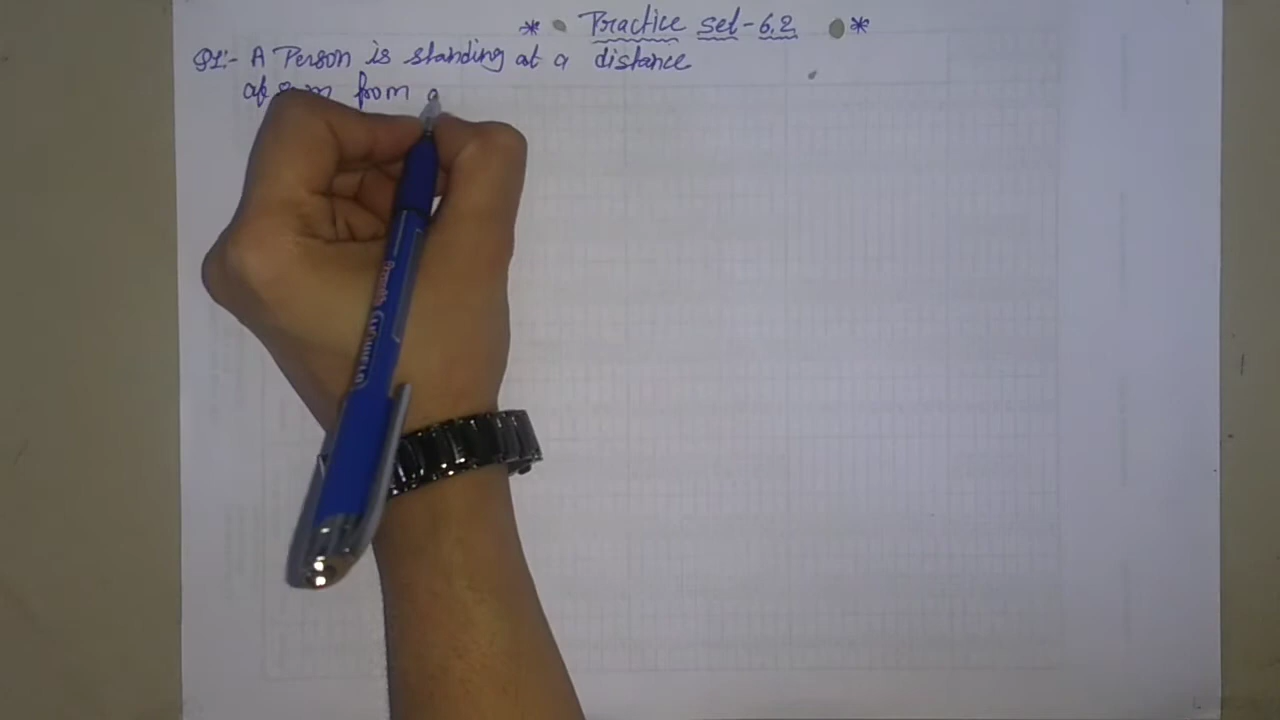 * Practice set-6.2 *
Q1:- A Person is standing at a distance
of from a